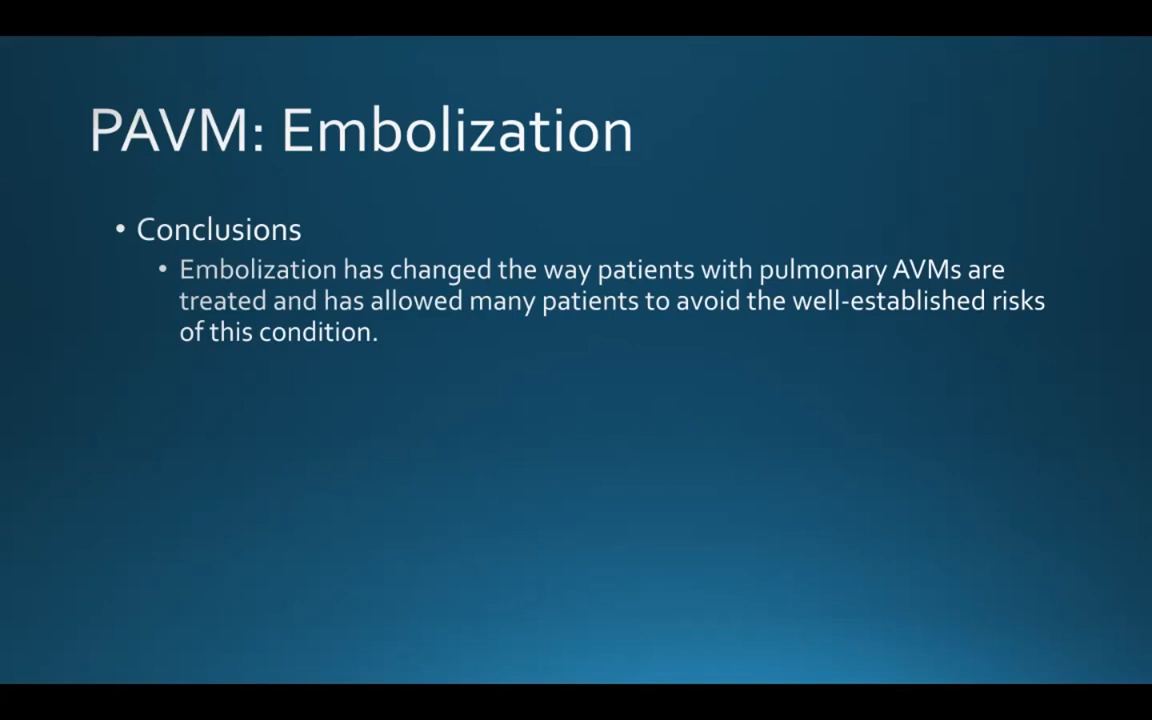 PAVM: Embolization
• Conclusions
• Embolization has changed the way patients with pulmonary AVMs are
treated and has allowed many patients to avoid the well-established risks
of this condition.